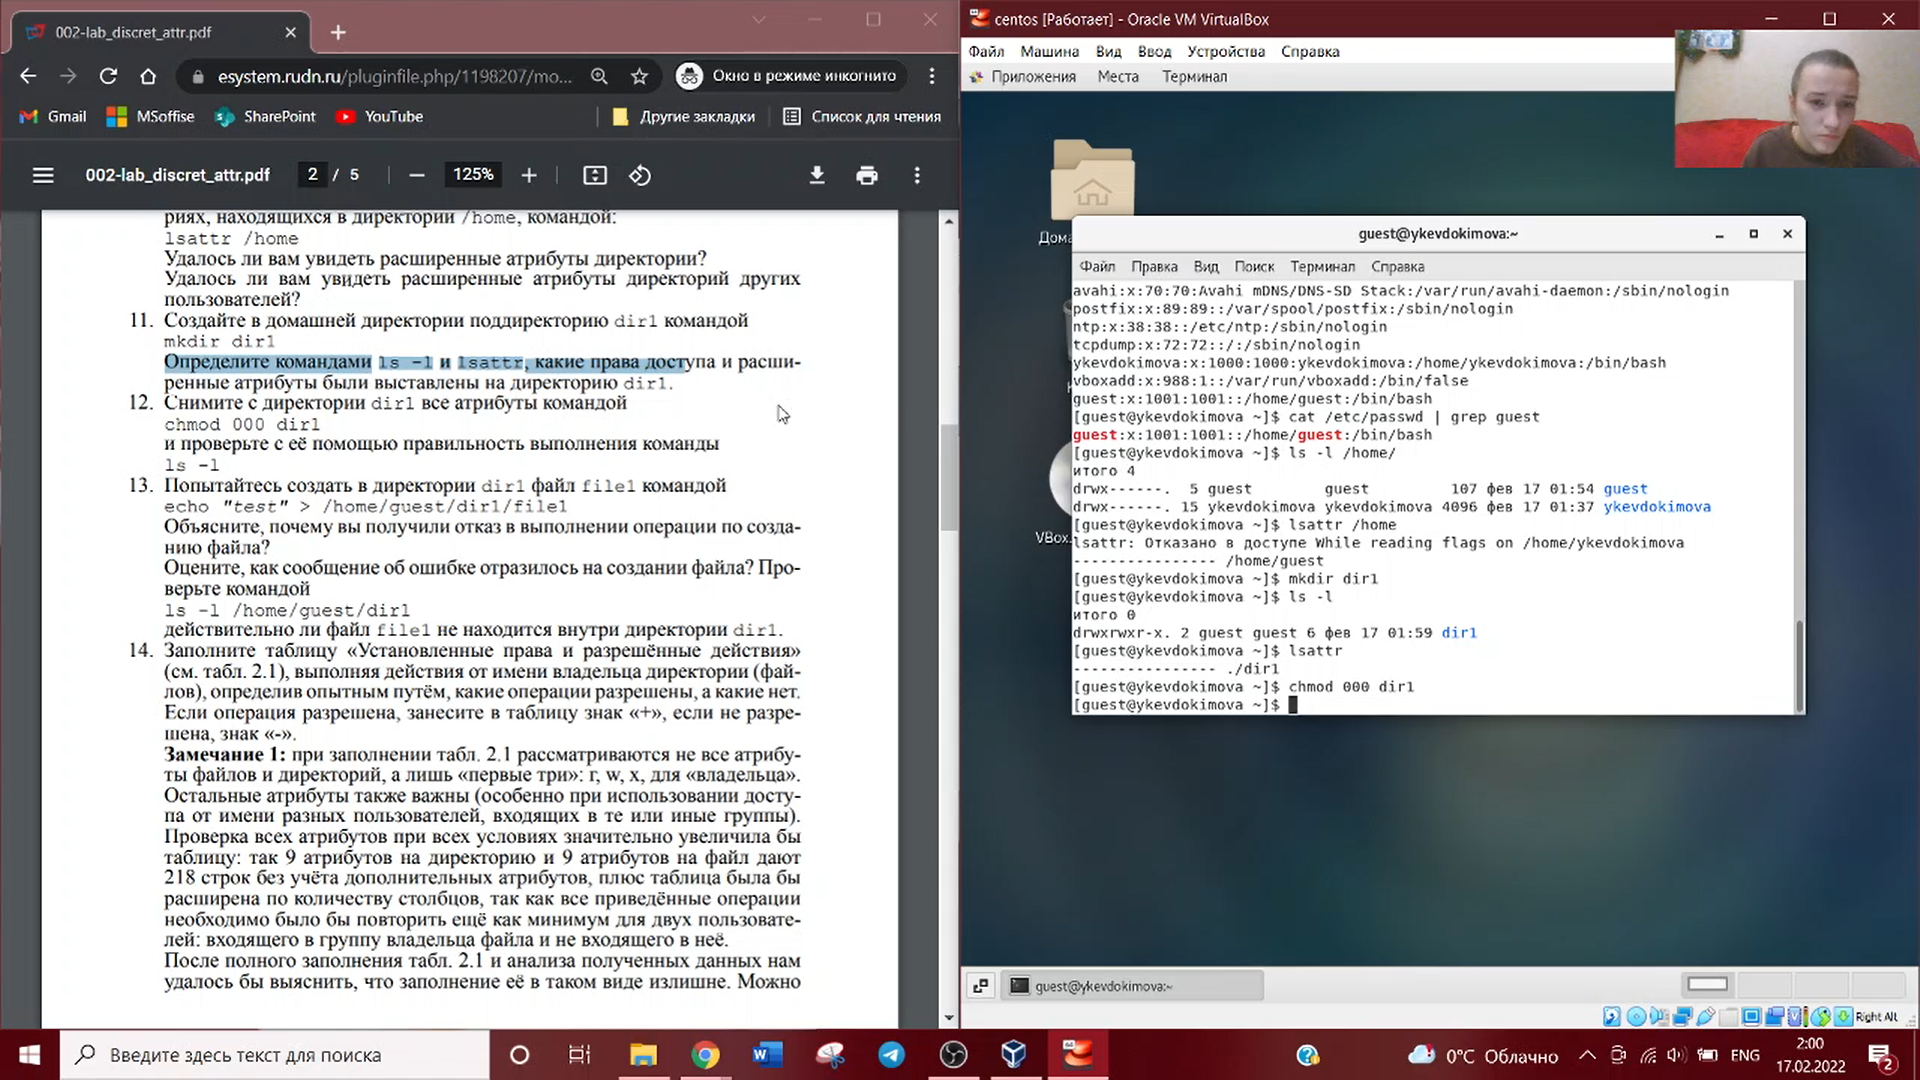 002-lab_discret_attr.pdf
esystem.rudn.ru/pluginfile.php/1198207/mo...
Окно в режиме инкогнито
Gmail
MSoffise
SharePoint
YouTube
Другие закладки
Список для чтения
002-lab_discret_attr.pdf
2 / 5
125%
риях, находящихся в директории /home, командой:
lsattr /home
Удалось ли вам увидеть расширенные атрибуты директории?
Удалось ли вам увидеть расширенные атрибуты директорий других
пользователей?
11. Создайте в домашней директории поддиректорию dir1 командой
mkdir dir1
Определите командами ls -l и lsattr, какие права доступа и расши-
ренные атрибуты были выставлены на директорию dir1.
12. Снимите с директории dir1 все атрибуты командой
chmod 000 dir1
и проверьте с её помощью правильность выполнения команды
ls -l
13. Попытайтесь создать в директории dir1 файл file1 командой
echo "test" > /home/guest/dir1/file1
Объясните, почему вы получили отказ в выполнении операции по созда-
нию файла?
Оцените, как сообщение об ошибке отразилось на создании файла? Про-
верьте командой
ls -l /home/guest/dir1
действительно ли файл file1 не находится внутри директории dir1.
14. Заполните таблицу «Установленные права и разрешённые действия»
(см. табл. 2.1), выполняя действия от имени владельца директории (фай-
лов), определив опытным путём, какие операции разрешены, а какие нет.
Если операция разрешена, занесите в таблицу знак «+», если не разре-
шена, знак «-».
Замечание 1: при заполнении табл. 2.1 рассматриваются не все атрибу-
ты файлов и директорий, а лишь «первые три»: r, w, x, для «владельца».
Остальные атрибуты также важны (особенно при использовании досту-
па от имени разных пользователей, входящих в те или иные группы).
Проверка всех атрибутов при всех условиях значительно увеличила бы
таблицу: так 9 атрибутов на директорию и 9 атрибутов на файл дают
218 строк без учёта дополнительных атрибутов, плюс таблица была бы
расширена по количеству столбцов, так как все приведённые операции
необходимо было бы повторить ещё как минимум для двух пользовате-
лей: входящего в группу владельца файла и не входящего в неё.
После полного заполнения табл. 2.1 и анализа полученных данных нам
удалось бы выяснить, что заполнение её в таком виде излишне. Можно
centos [Работает] - Oracle VM VirtualBox
Файл Машина Вид Ввод Устройства Справка
Приложения Места Терминал
Дома
VBox
guest@ykevdokimova:~
Файл Правка Вид Поиск Терминал Справка
avahi:x:70:70:Avahi mDNS/DNS-SD Stack:/var/run/avahi-daemon:/sbin/nologin
postfix:x:89:89::/var/spool/postfix:/sbin/nologin
ntp:x:38:38::/etc/ntp:/sbin/nologin
tcpdump:x:72:72::/:/sbin/nologin
ykevdokimova:x:1000:1000:ykevdokimova:/home/ykevdokimova:/bin/bash
vboxadd:x:988:1::/var/run/vboxadd:/bin/false
guest:x:1001:1001::/home/guest:/bin/bash
[guest@ykevdokimova ~]$ cat /etc/passwd | grep guest
guest:x:1001:1001::/home/guest:/bin/bash
[guest@ykevdokimova ~]$ ls -l /home/
итого 4
drwx------. 5 guest guest 107 фев 17 01:54 guest
drwx------. 15 ykevdokimova ykevdokimova 4096 фев 17 01:37 ykevdokimova
[guest@ykevdokimova ~]$ lsattr /home
lsattr: Отказано в доступе While reading flags on /home/ykevdokimova
---------------- /home/guest
[guest@ykevdokimova ~]$ mkdir dir1
[guest@ykevdokimova ~]$ ls -l
итого 0
drwxrwxr-x. 2 guest guest 6 фев 17 01:59 dir1
[guest@ykevdokimova ~]$ lsattr
---------------- ./dir1
[guest@ykevdokimova ~]$ chmod 000 dir1
[guest@ykevdokimova ~]$
guest@ykevdokimova:~
Right Alt
Введите здесь текст для поиска
0°C Облачно
ENG
2:00
17.02.2022
2